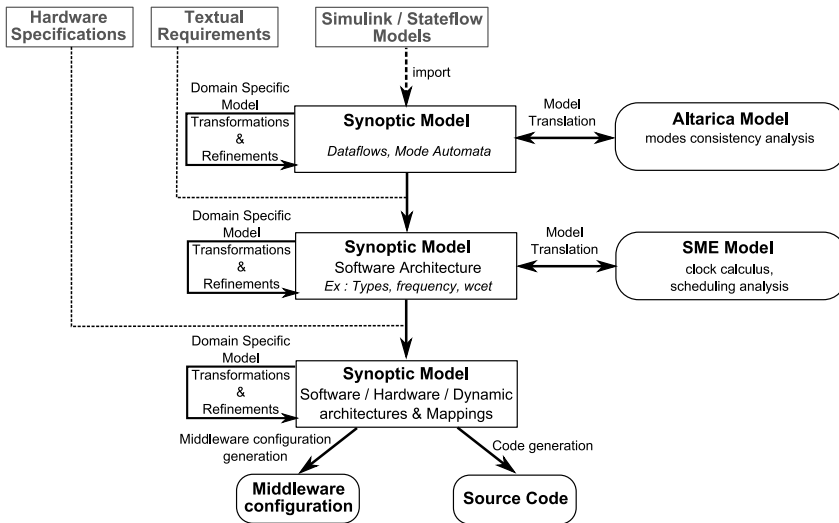 Hardware
Specifications
Textual
Requirements
Simulink / Stateflow
Models
import
Domain Specific
Model
Transformations
&
Refinements
Synoptic Model
Dataflows, Mode Automata
Model
Translation
Altarica Model
modes consistency analysis
Domain Specific
Model
Transformations
&
Refinements
Synoptic Model
Software Architecture
Ex : Types, frequency, wcet
Model
Translation
SME Model
clock calculus,
scheduling analysis
Domain Specific
Model
Transformations
&
Refinements
Synoptic Model
Software / Hardware / Dynamic
architectures & Mappings
Middleware configuration
generation
Code generation
Middleware
configuration
Source Code